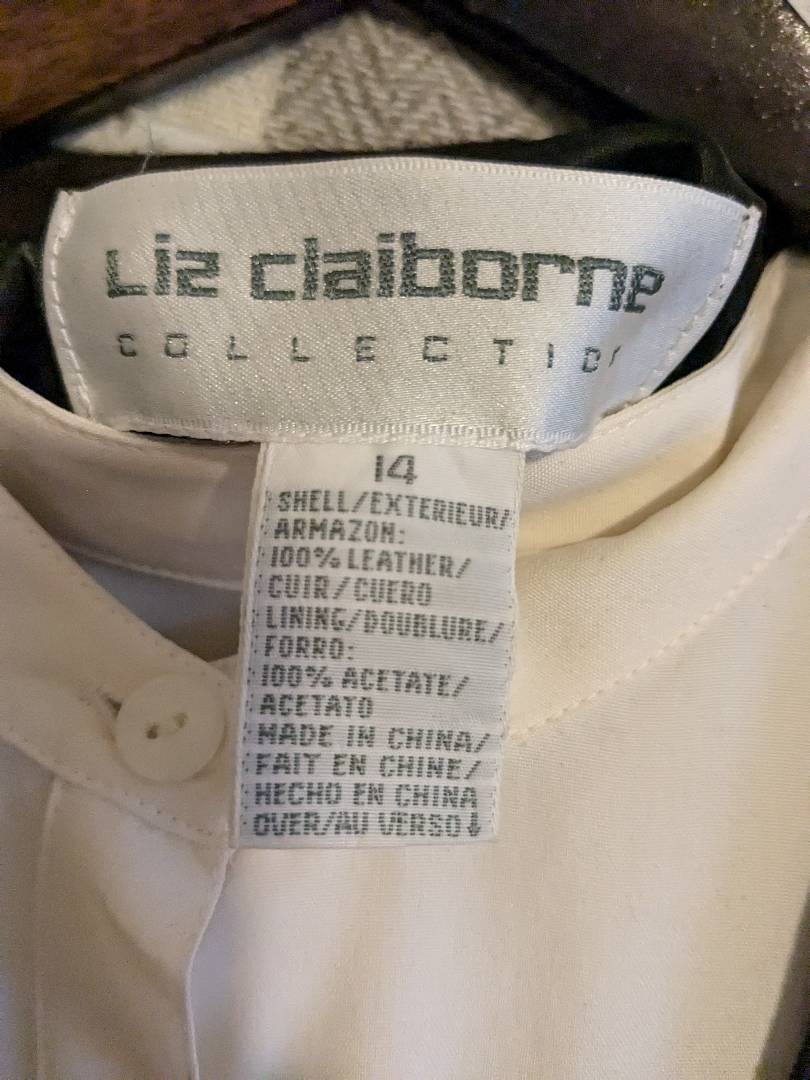 Liz claiborne
COLLECTIO
14
SHELL/EXTERIEUR/
ARMAZON:
100% LEATHER/
CUIR/CUERO
LINING/DOUBLURE/
FORRO:
100% ACETATE/
ACETATO
MADE IN CHINA/
FAIT EN CHINE/
HECHO EN CHINA
OVER/AU VERSO↓